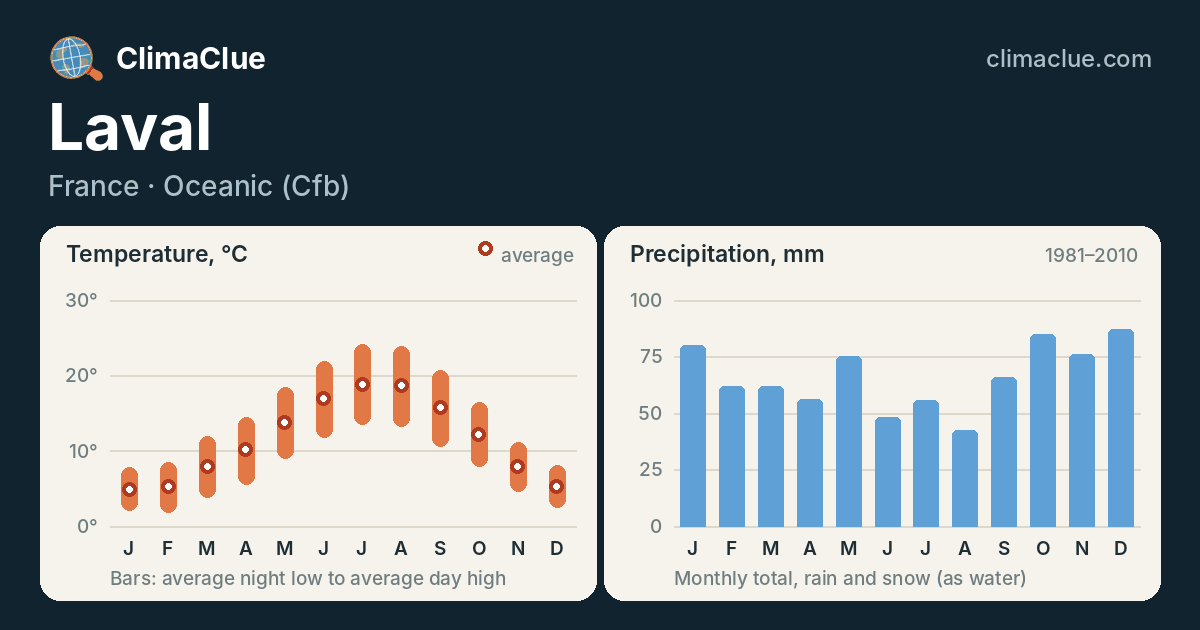 ClimaClue
climaclue.com
Laval
France · Oceanic (Cfb)
Temperature, °C
average
30°
20°
10°
0°
J F M A M J J A S O N D
Bars: average night low to average day high
Precipitation, mm
1981–2010
100
75
50
25
0
J F M A M J J A S O N D
Monthly total, rain and snow (as water)